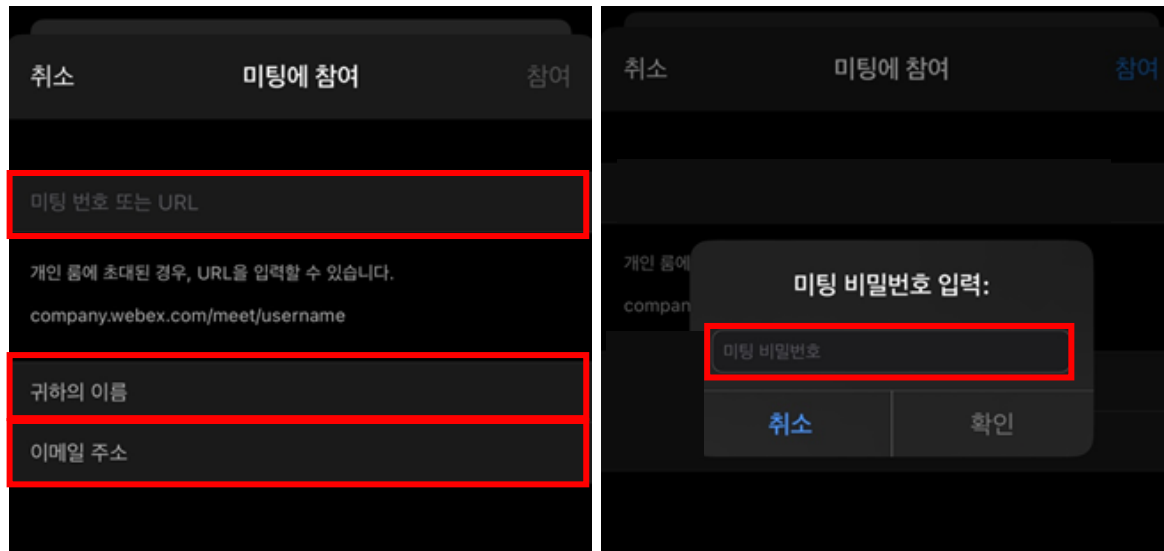 취소 미팅에 참여 참여
미팅 번호 또는 URL
개인 룸에 초대된 경우, URL을 입력할 수 있습니다.
company.webex.com/meet/username
귀하의 이름
이메일 주소
취소 미팅에 참여 참여
개인 룸에
compan
미팅 비밀번호 입력:
미팅 비밀번호
취소 확인